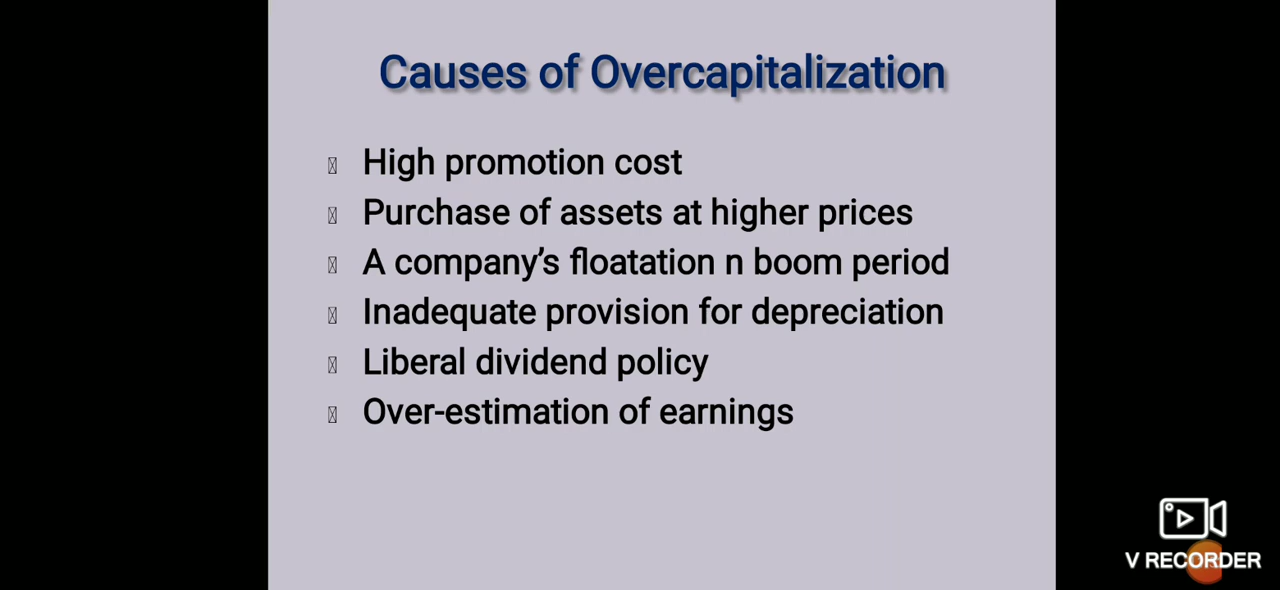 Causes of Overcapitalization
High promotion cost
Purchase of assets at higher prices
A company's floatation n boom period
Inadequate provision for depreciation
Liberal dividend policy
Over-estimation of earnings
V RECORDER